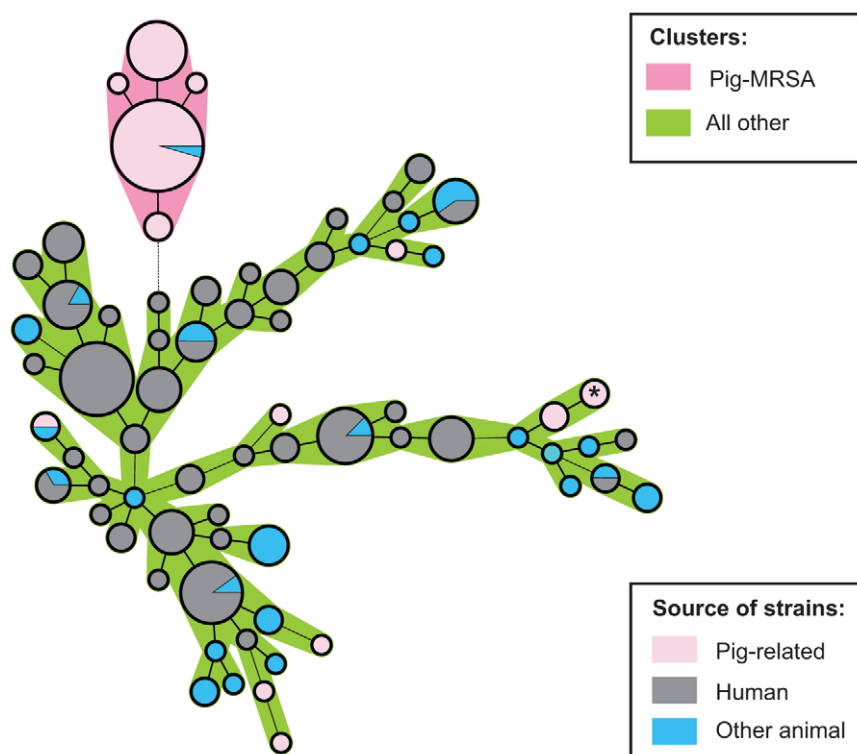 Clusters:
Pig-MRSA
All other
*
Source of strains:
Pig-related
Human
Other animal